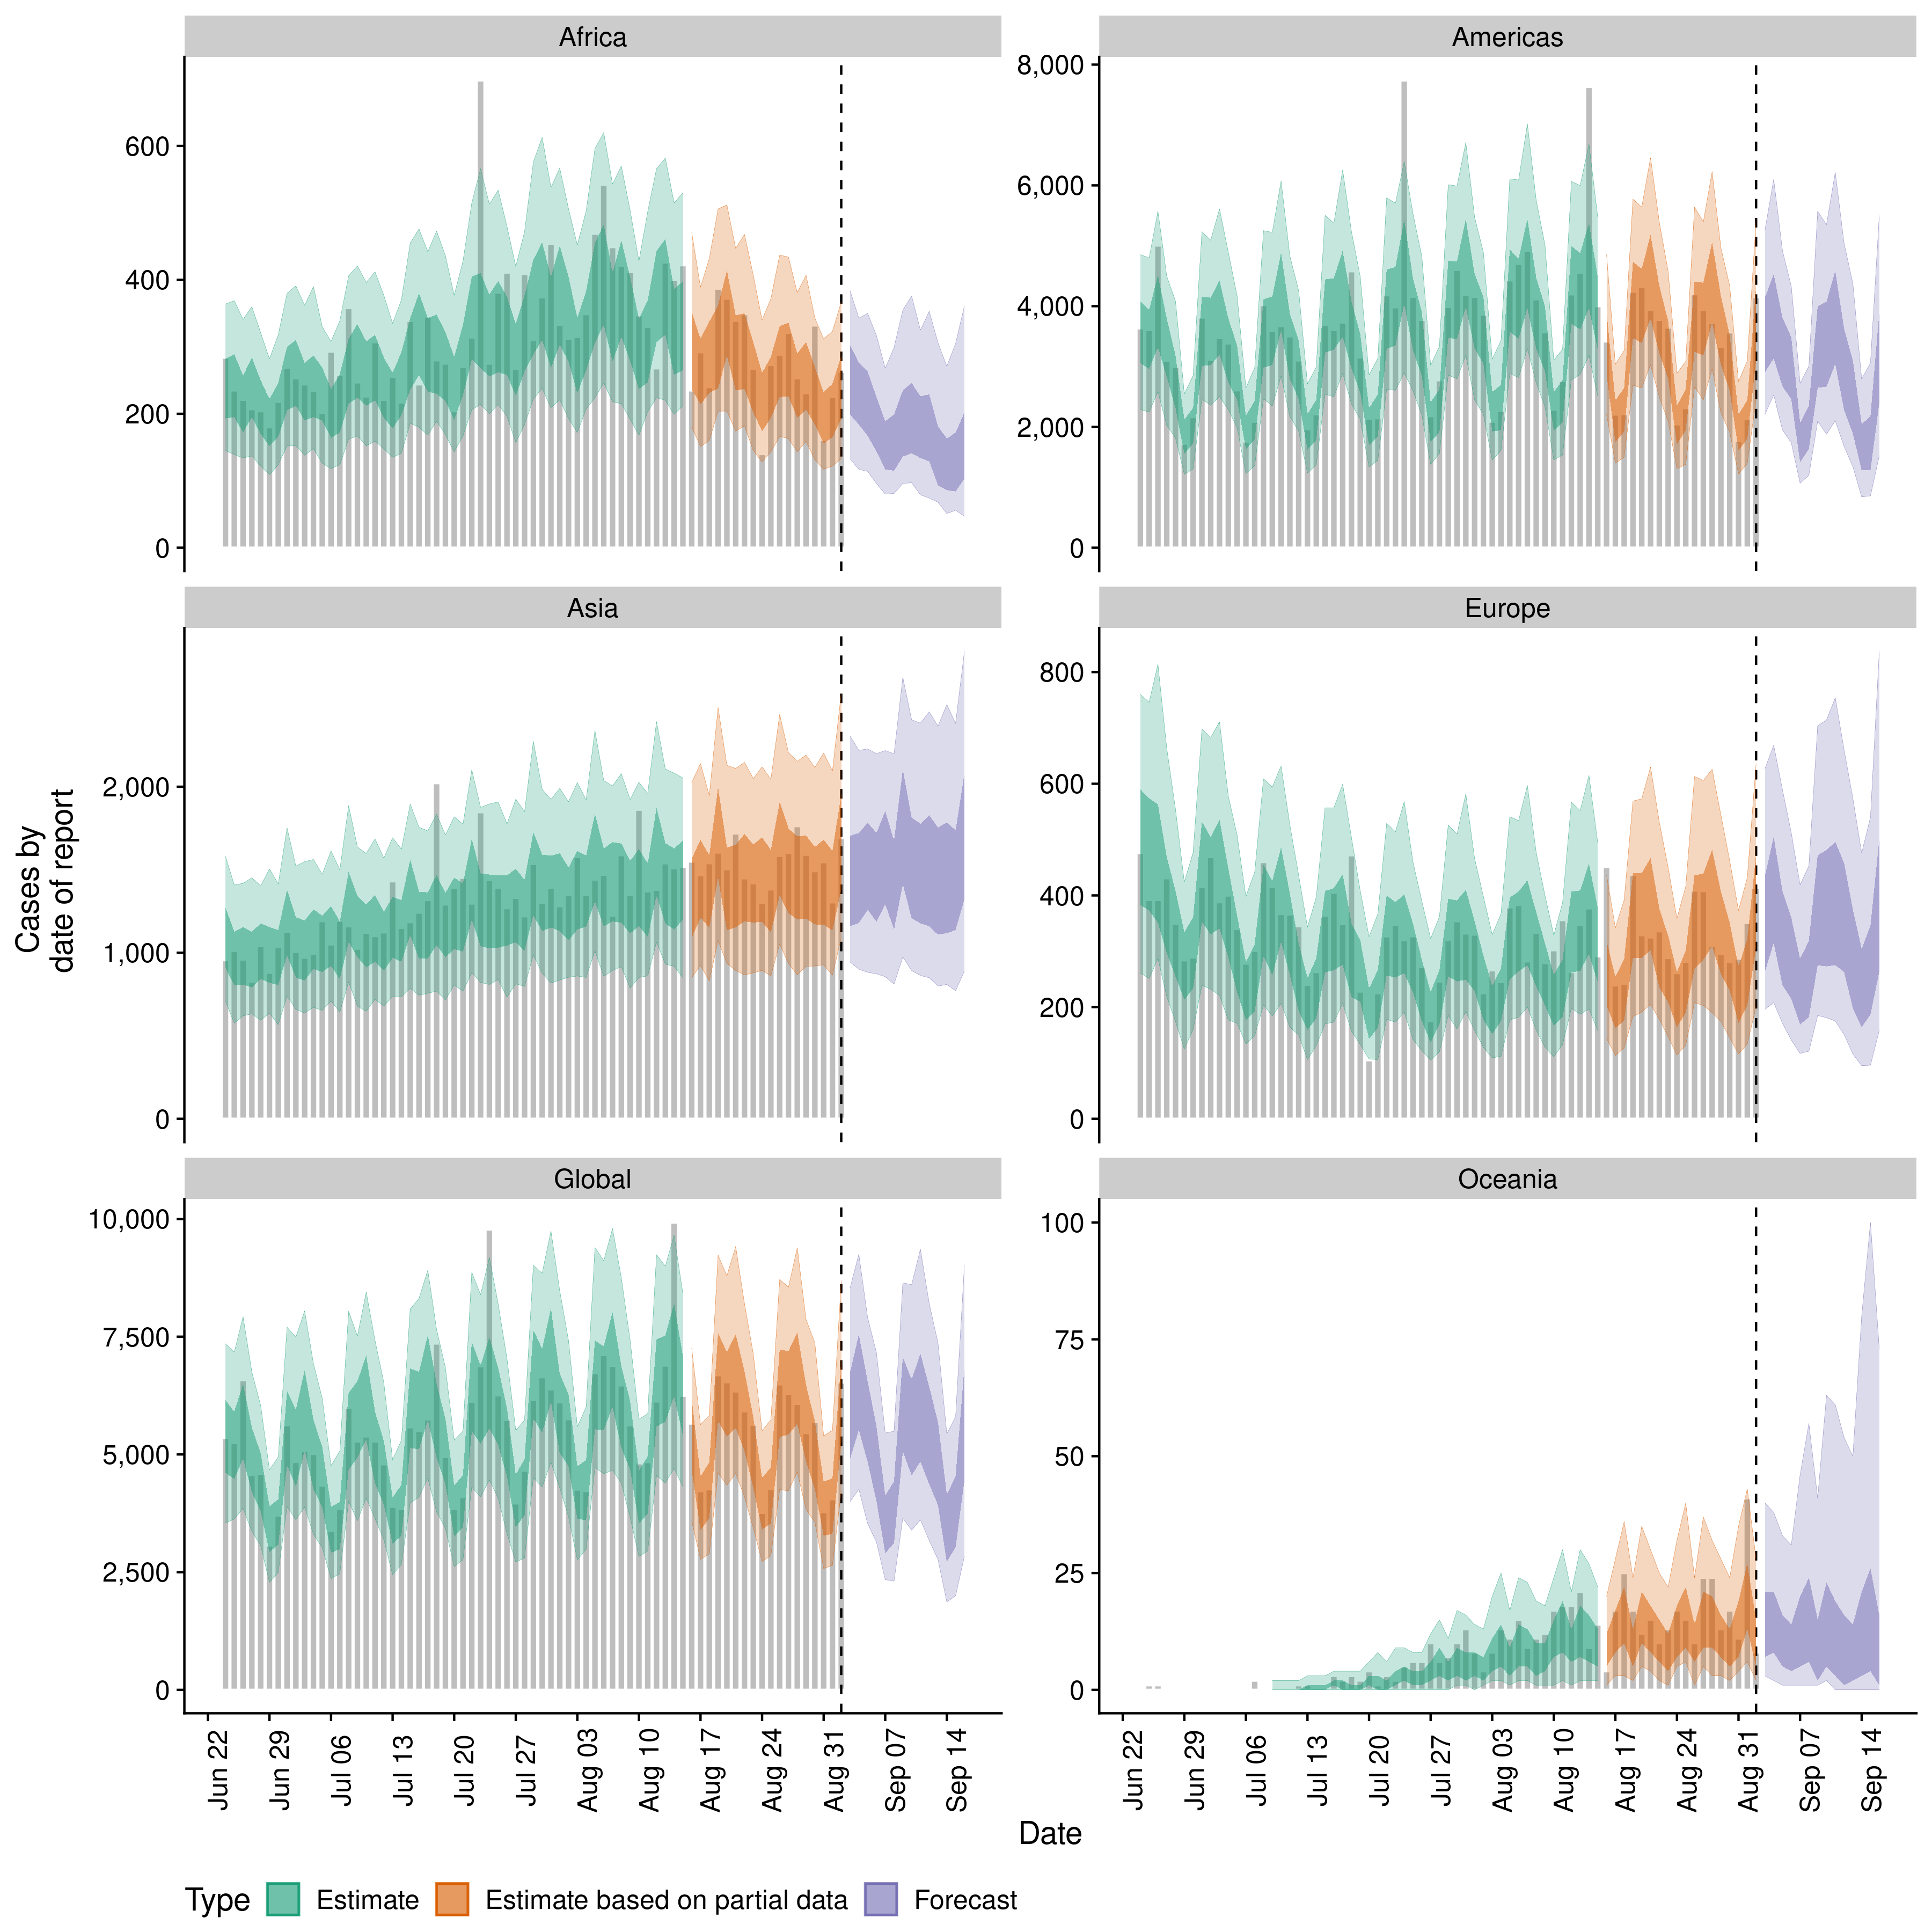 Africa
Americas
600
400
200
0
8,000
6,000
4,000
2,000
0
Asia
Europe
2,000
1,000
0
800
600
400
200
0
Cases by
date of report
Global
Oceania
10,000
7,500
5,000
2,500
0
100
75
50
25
0
Jun 22
Jun 29
Jul 06
Jul 13
Jul 20
Jul 27
Aug 03
Aug 10
Aug 17
Aug 24
Aug 31
Sep 07
Sep 14
Jun 22
Jun 29
Jul 06
Jul 13
Jul 20
Jul 27
Aug 03
Aug 10
Aug 17
Aug 24
Aug 31
Sep 07
Sep 14
Date
Type Estimate Estimate based on partial data Forecast